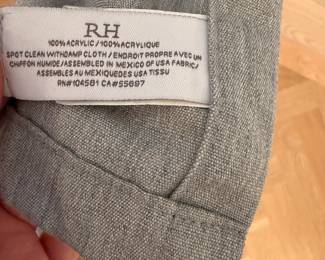 RH
100% ACRYLIC / 100% ACRYLIQUE
SPOT CLEAN WITH DAMP CLOTH / ENDROIT PROPRE AVEC UN
CHIFFON HUMIDE/ASSEMBLED IN MEXICO OF USA FABRIC/
ASSEMBLES AU MEXIQUEDES USA TISSU
RN#104581 CA#55697